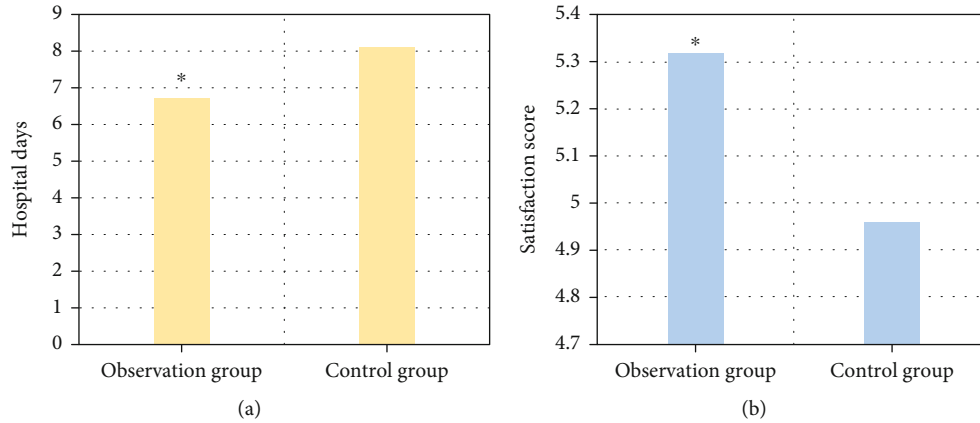 Hospital days
9
8
7
6
5
4
3
2
1
0
*
Observation group
Control group
(a)
Satisfaction score
5.4
5.3
5.2
5.1
5
4.9
4.8
4.7
*
Observation group
Control group
(b)